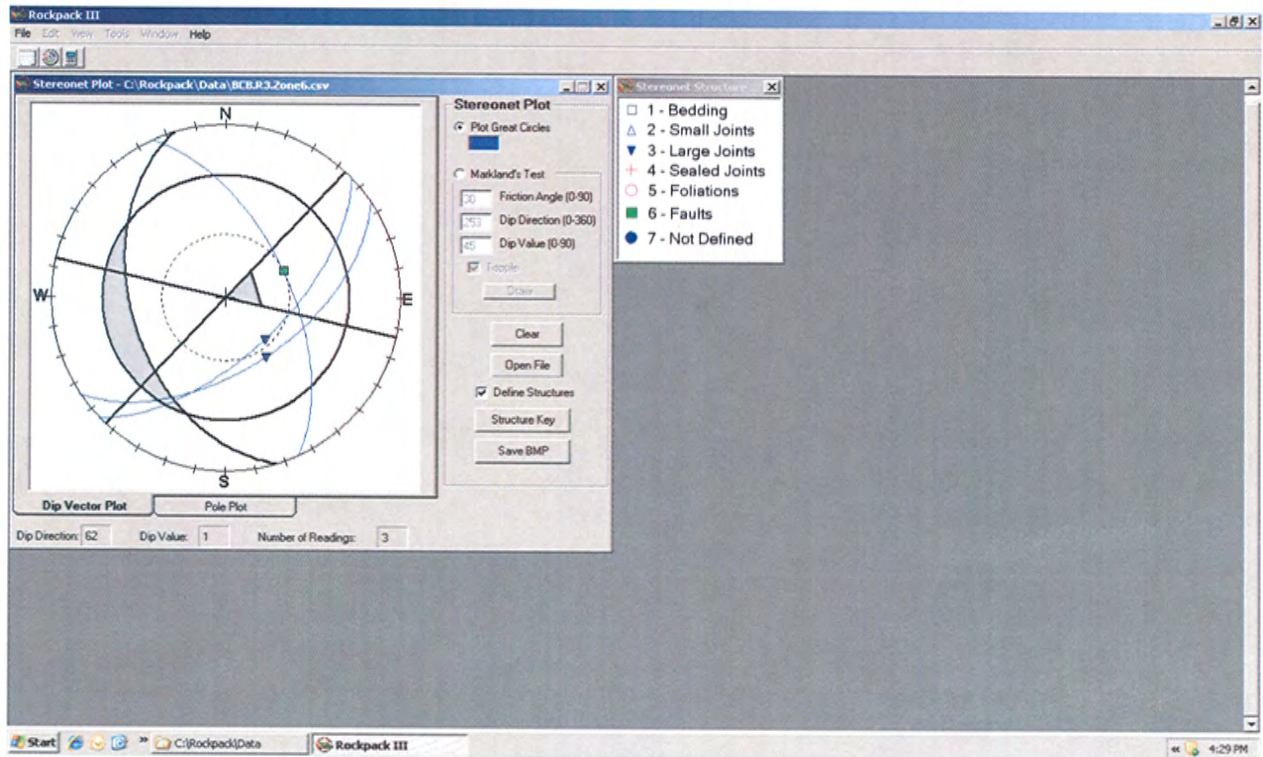 Rockpack III
File Edit View Tools Window Help
Stereonet Plot - C:\Rockpack\Data\BCB.R3.Zone6.csv
N
W
E
S
Dip Vector Plot
Pole Plot
Dip Direction: 62 Dip Value: 1 Number of Readings: 3
Stereonet Plot
Plot Great Circles
Markland's Test
30 Friction Angle (0-90)
253 Dip Direction (0-360)
45 Dip Value (0-90)
Topple
Draw
Clear
Open File
Define Structures
Structure Key
Save BMP
Stereonet Structure
1 - Bedding
2 - Small Joints
3 - Large Joints
4 - Sealed Joints
5 - Foliations
6 - Faults
7 - Not Defined
Start » C:\Rockpack\Data Rockpack III « 4:29 PM